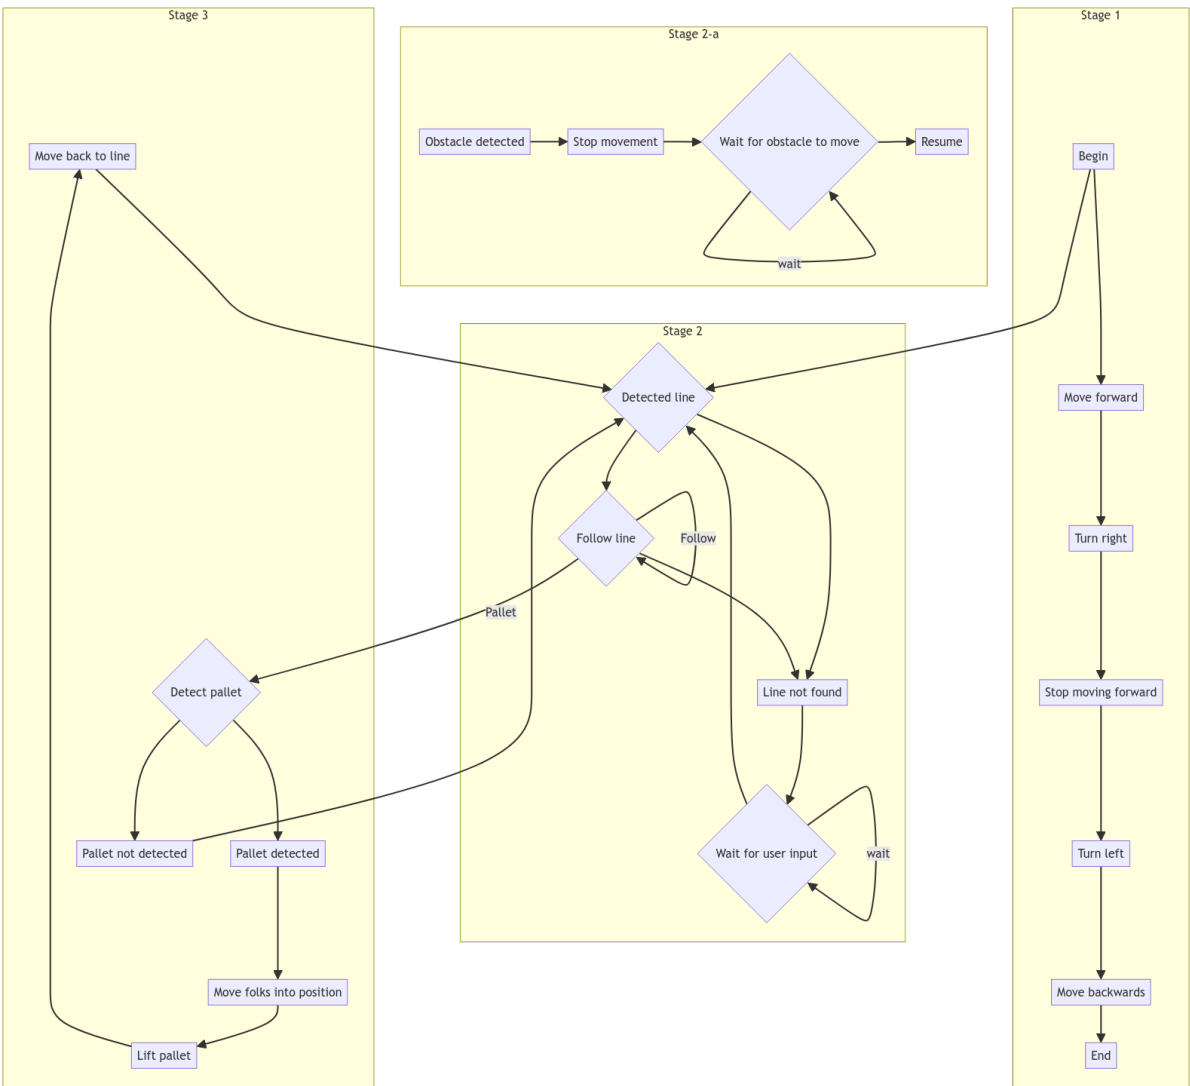 Stage 3
Move back to line
Detect pallet
Pallet not detected
Pallet detected
Move folks into position
Lift pallet
Stage 2-a
Obstacle detected
Stop movement
Wait for obstacle to move
Resume
wait
Stage 2
Detected line
Follow line
Follow
Pallet
Line not found
Wait for user input
wait
Stage 1
Begin
Move forward
Turn right
Stop moving forward
Turn left
Move backwards
End